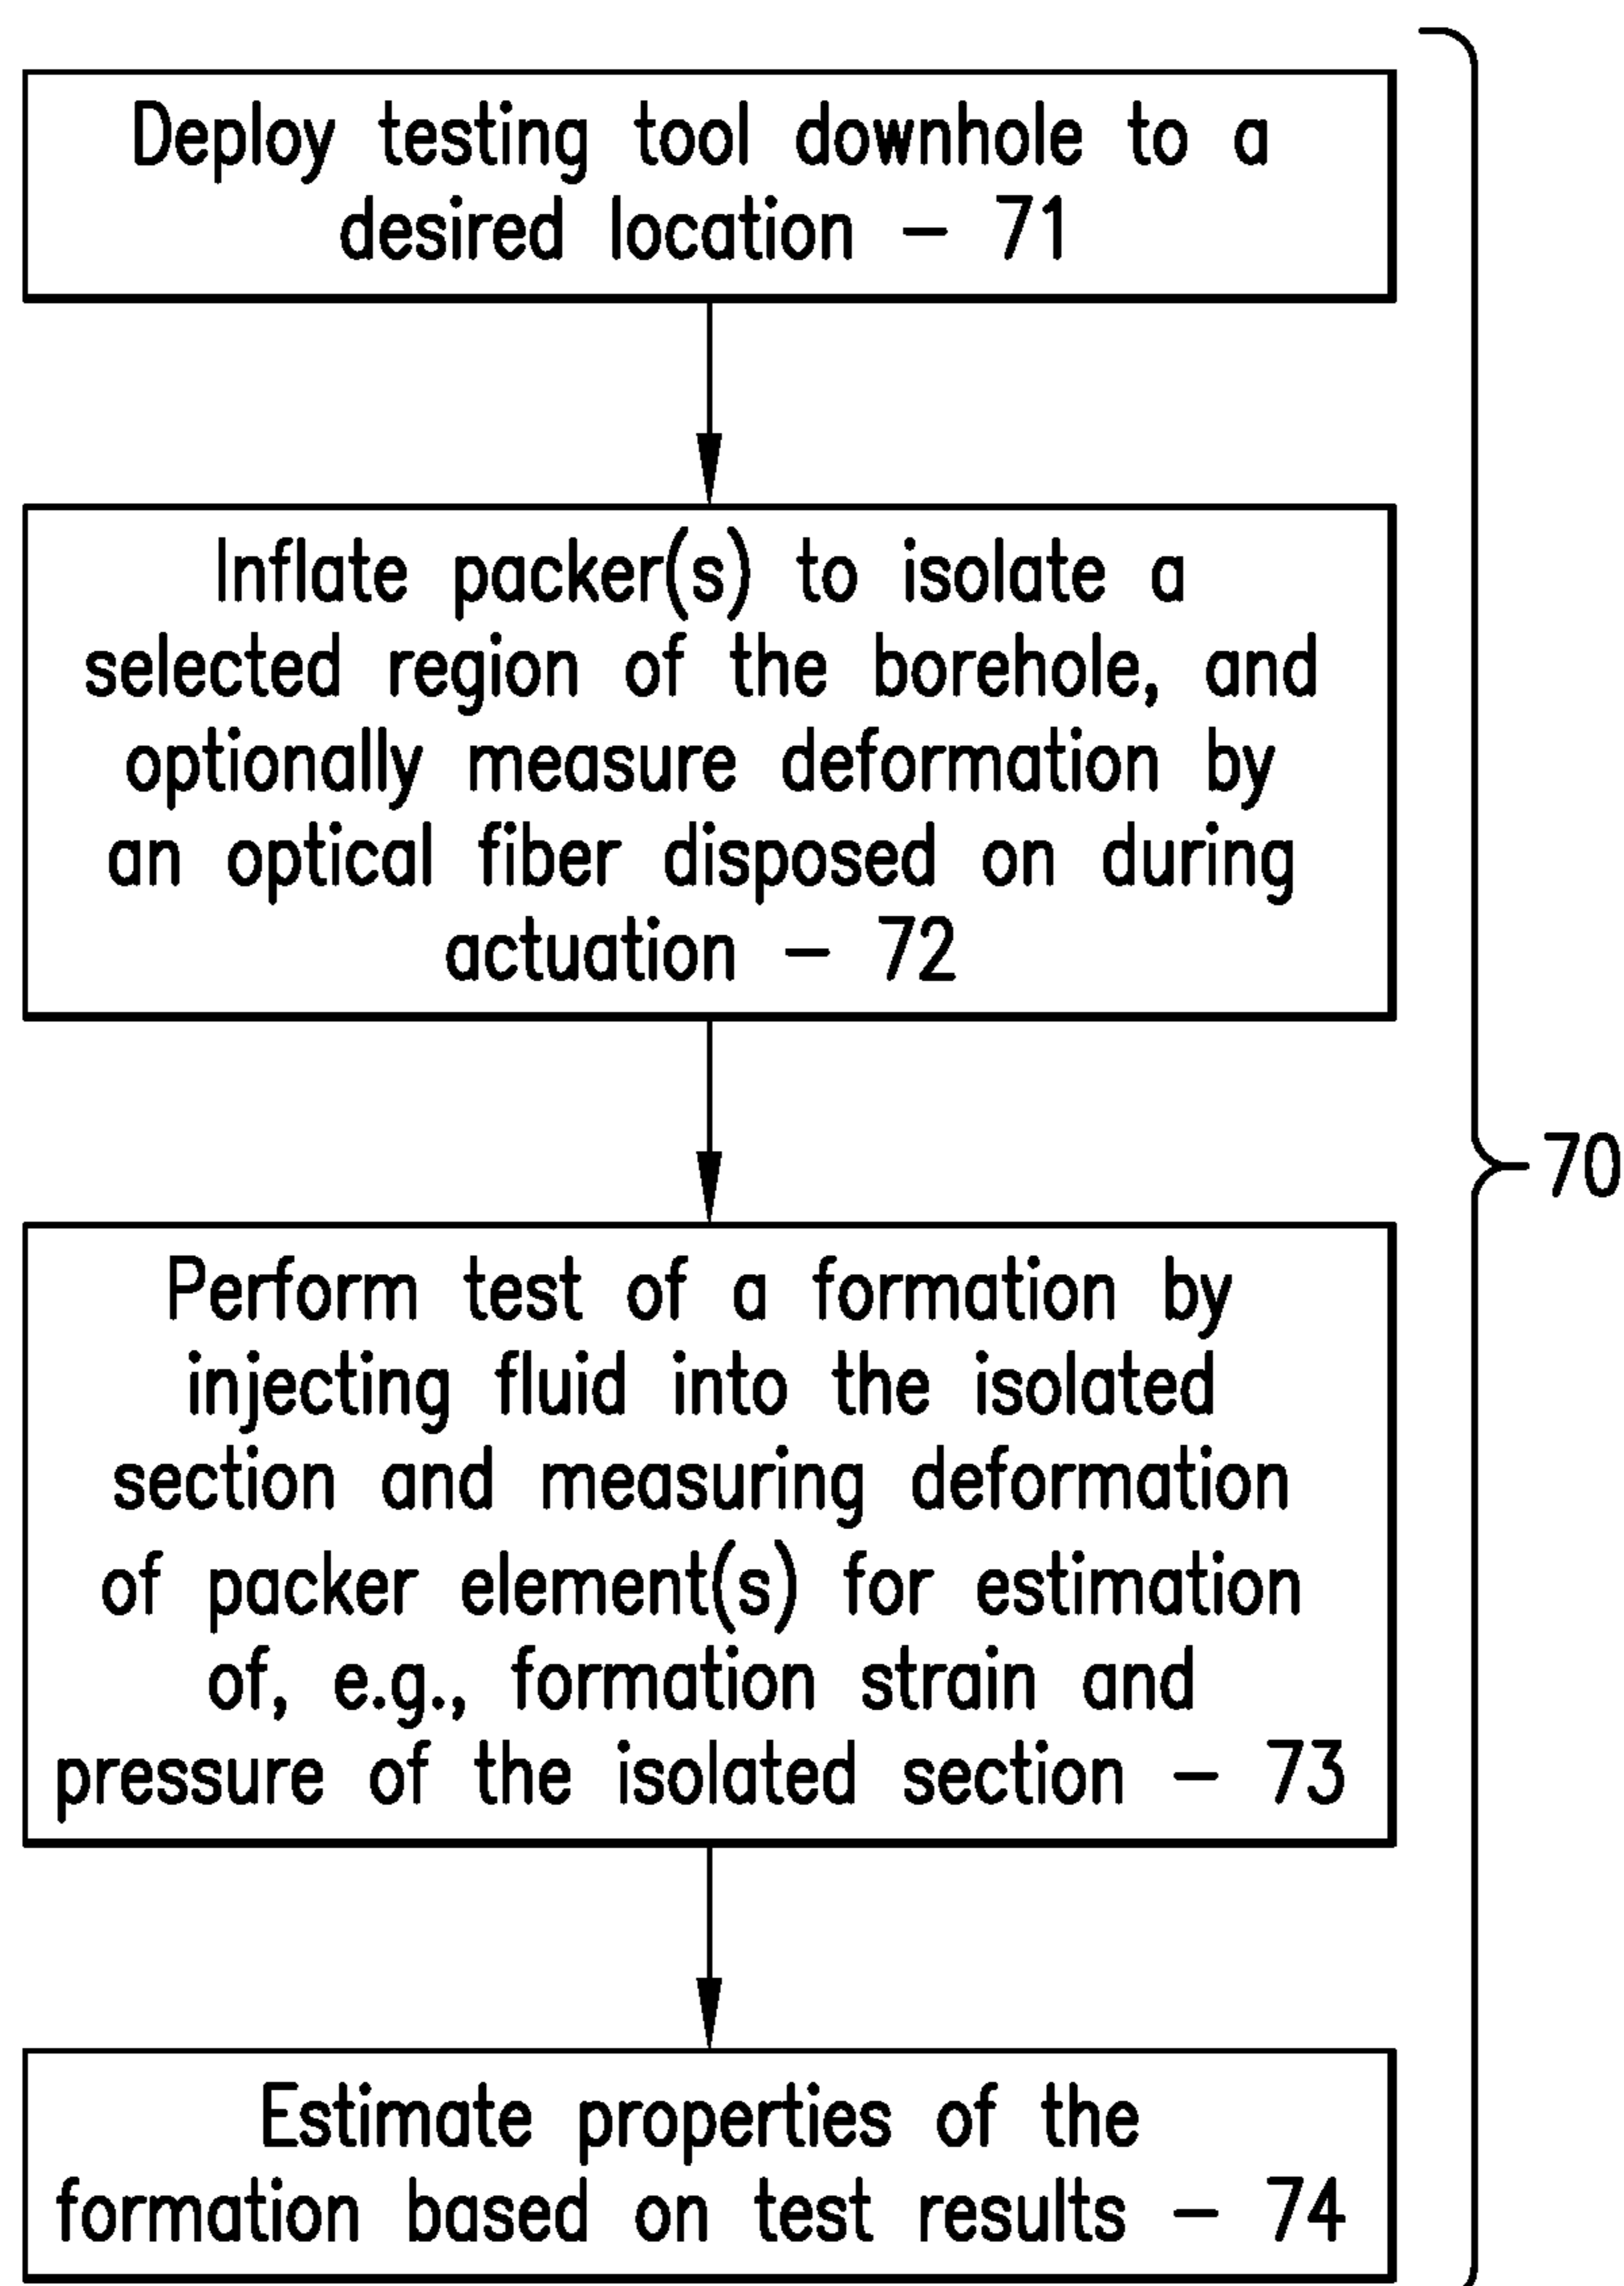 Deploy testing tool downhole to a
desired location – 71
Inflate packer(s) to isolate a
selected region of the borehole, and
optionally measure deformation by
an optical fiber disposed on during
actuation – 72
Perform test of a formation by
injecting fluid into the isolated
section and measuring deformation
of packer element(s) for estimation
of, e.g., formation strain and
pressure of the isolated section – 73
Estimate properties of the
formation based on test results – 74
70